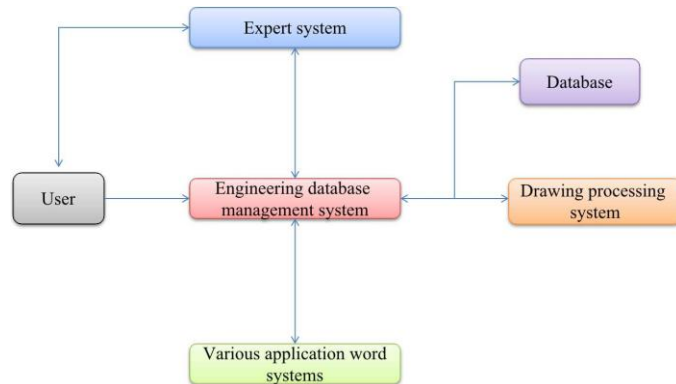 Expert system
Database
User
Engineering database
management system
Drawing processing
system
Various application word
systems